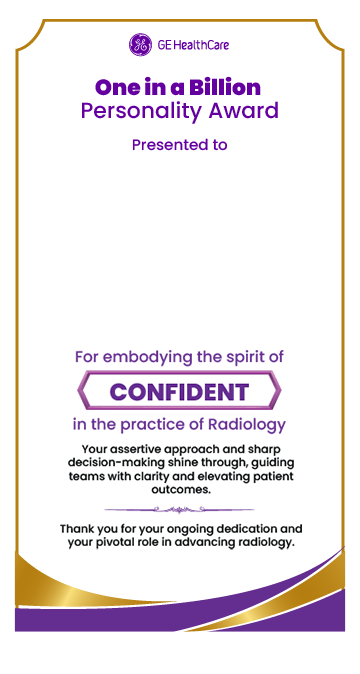 GE HealthCare
One in a Billion
Personality Award
Presented to
For embodying the spirit of
CONFIDENT
in the practice of Radiology
Your assertive approach and sharp
decision-making shine through, guiding
teams with clarity and elevating patient
outcomes.
Thank you for your ongoing dedication and
your pivotal role in advancing radiology.